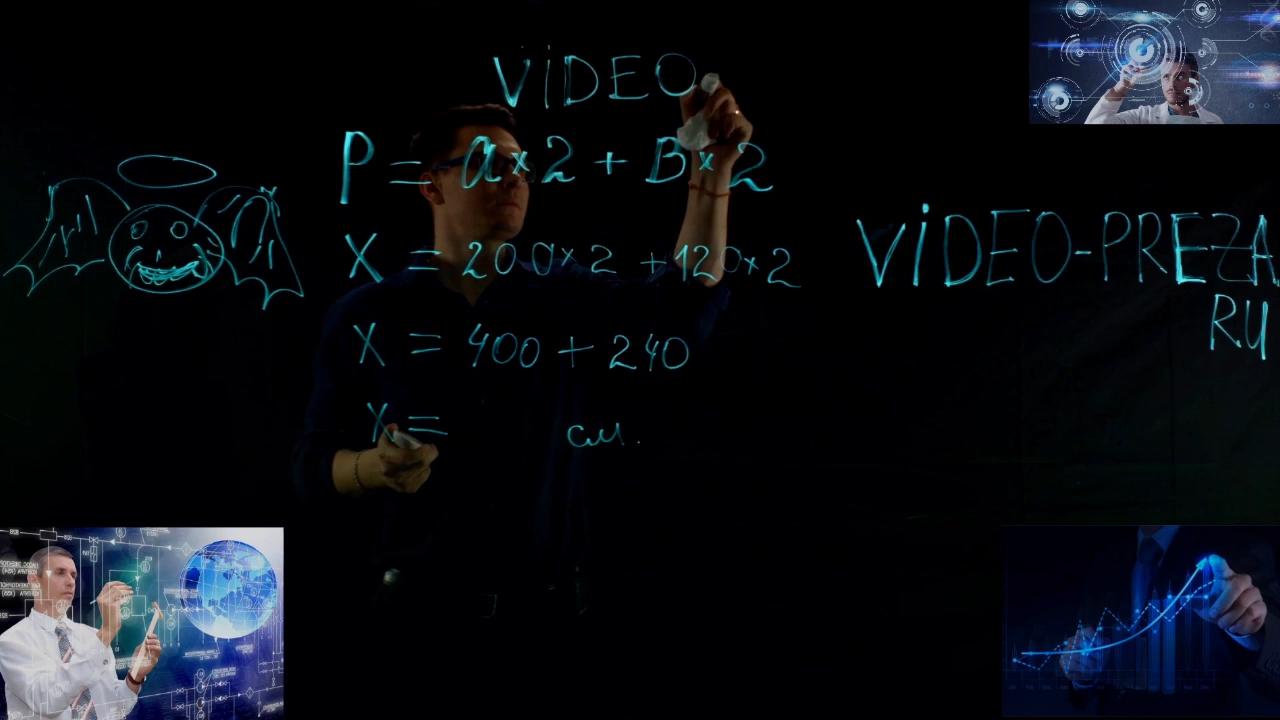 ViDEO
P = a × 2 + B × 2
X = 200 × 2 + 120 × 2
X = 400 + 240
X = см.
ViDEO-PREZA
RU